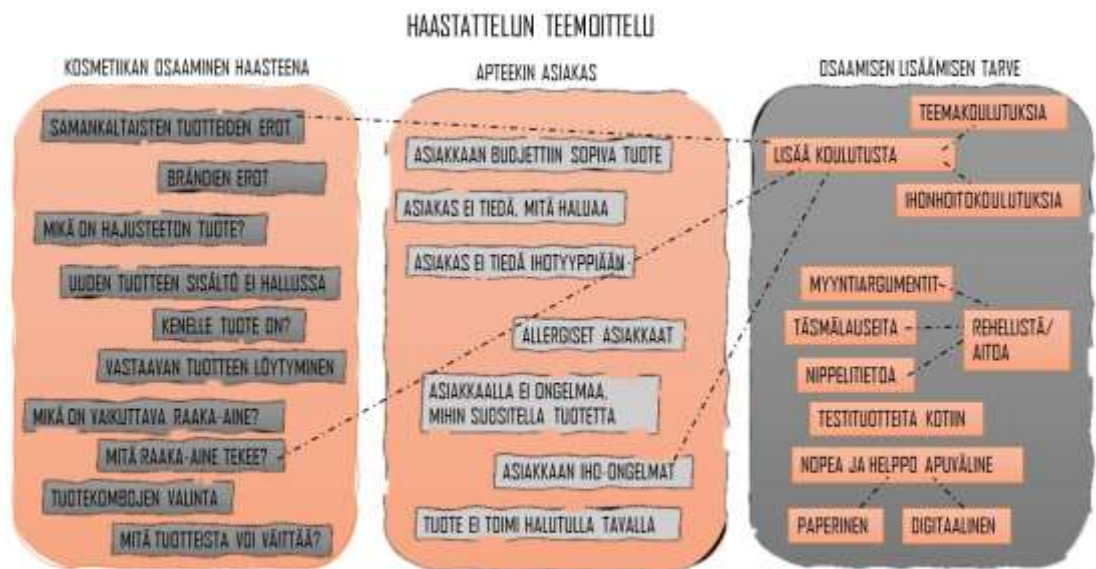 HAASTATTELUN TEEMOITTELU
KOSMETIIKAN OSAAMINEN HAASTEENA
SAMANKALTAISTEN TUOTTEIDEN EROT
BRÄNDIEN EROT
MIKÄ ON HAJUSTEETON TUOTE?
UUDEN TUOTTEEN SISÄLTÖ EI HALLUSSA
KENELLE TUOTE ON?
VASTAAVAN TUOTTEEN LÖYTYMINEN
MIKÄ ON VAIKUTTAVA RAAKA-AINE?
MITÄ RAAKA-AINE TEKEE?
TUOTEKOMBOJEN VALINTA
MITÄ TUOTTEISTA VOI VÄITTÄÄ?
APTEEKIN ASIAKAS
ASIAKKAAN BUDJETTIIN SOPIVA TUOTE
ASIAKAS EI TIEDÄ, MITÄ HALUAA
ASIAKAS EI TIEDÄ IHOTYYPPIÄÄN
ALLERGISET ASIAKKAAT
ASIAKKAALLA EI ONGELMAA,
MIHIN SUOSITELLA TUOTETTA
ASIAKKAAN IHO-ONGELMAT
TUOTE EI TOIMI HALUTULLA TAVALLA
OSAAMISEN LISÄÄMISEN TARVE
TEEMAKOULUTUKSIA
LISÄÄ KOULUTUSTA
IHONHOITOKOULUTUKSIA
MYYNTIARGUMENTIT
TÄSMÄLAUSEITA
REHELLISTÄ/
AITOA
NIPPELITIETOA
TESTITUOTTEITA KOTIIN
NOPEA JA HELPPO APUVÄLINE
PAPERINEN
DIGITAALINEN